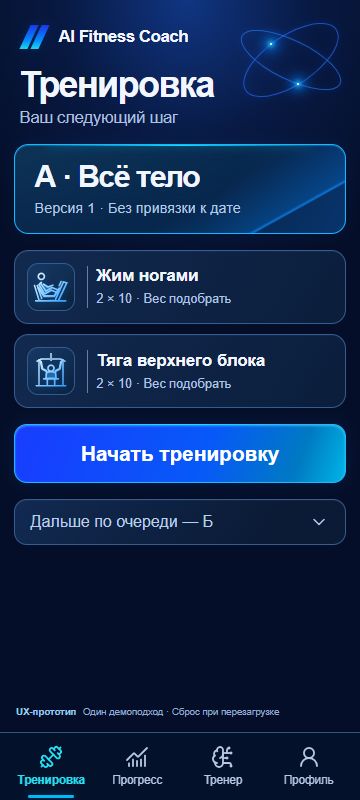 AI Fitness Coach
Тренировка
Ваш следующий шаг
А · Всё тело
Версия 1 · Без привязки к дате
Жим ногами
2 × 10 · Вес подобрать
Тяга верхнего блока
2 × 10 · Вес подобрать
Начать тренировку
Дальше по очереди — Б
UX-прототип Один демоподход · Сброс при перезагрузке
Тренировка Прогресс Тренер Профиль